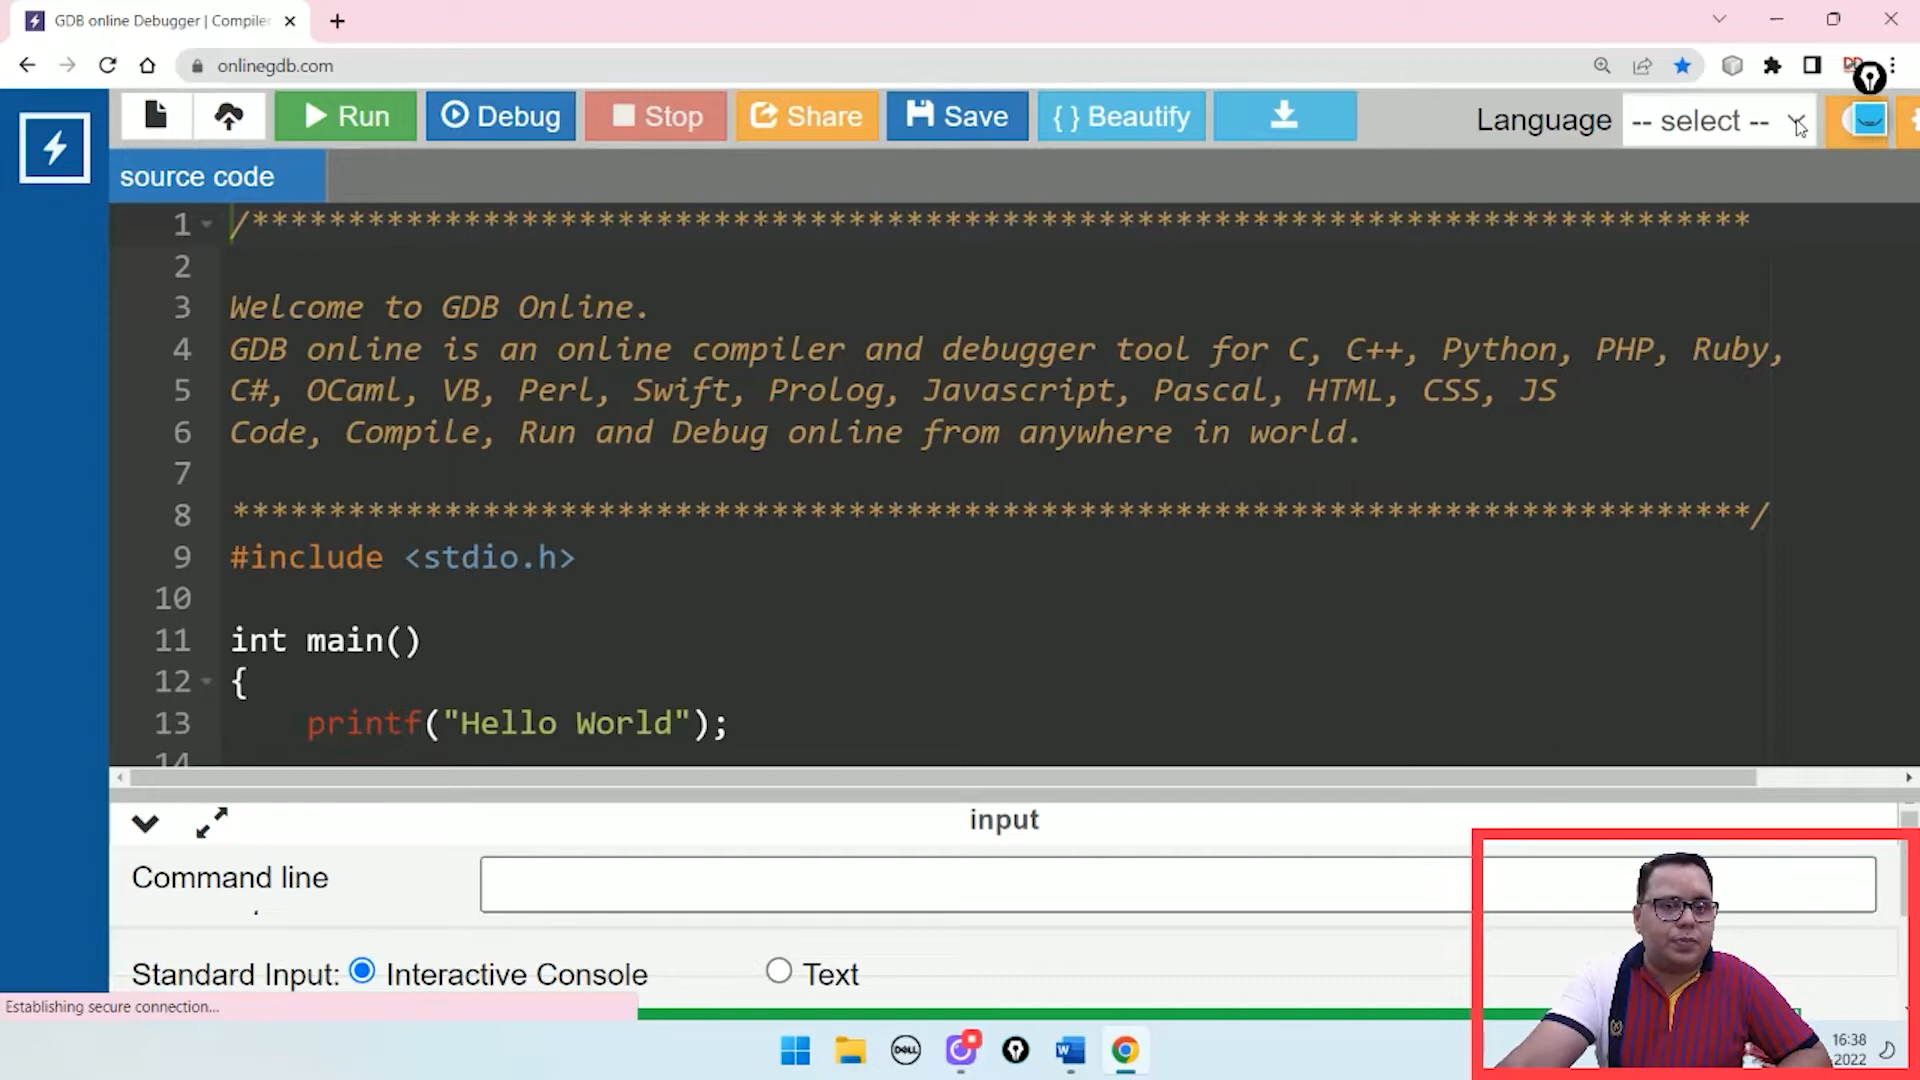 GDB online Debugger | Compiler
onlinegdb.com
Run
Debug
Stop
Share
Save
{ } Beautify
Language
-- select --
source code
1 /******************************************************************************
2
3 Welcome to GDB Online.
4 GDB online is an online compiler and debugger tool for C, C++, Python, PHP, Ruby,
5 C#, OCaml, VB, Perl, Swift, Prolog, Javascript, Pascal, HTML, CSS, JS
6 Code, Compile, Run and Debug online from anywhere in world.
7
8 *******************************************************************************/
9 #include <stdio.h>
10
11 int main()
12 {
13 printf("Hello World");
14
input
Command line
Standard Input: Interactive Console Text
Establishing secure connection...
DELL
16:38
2022